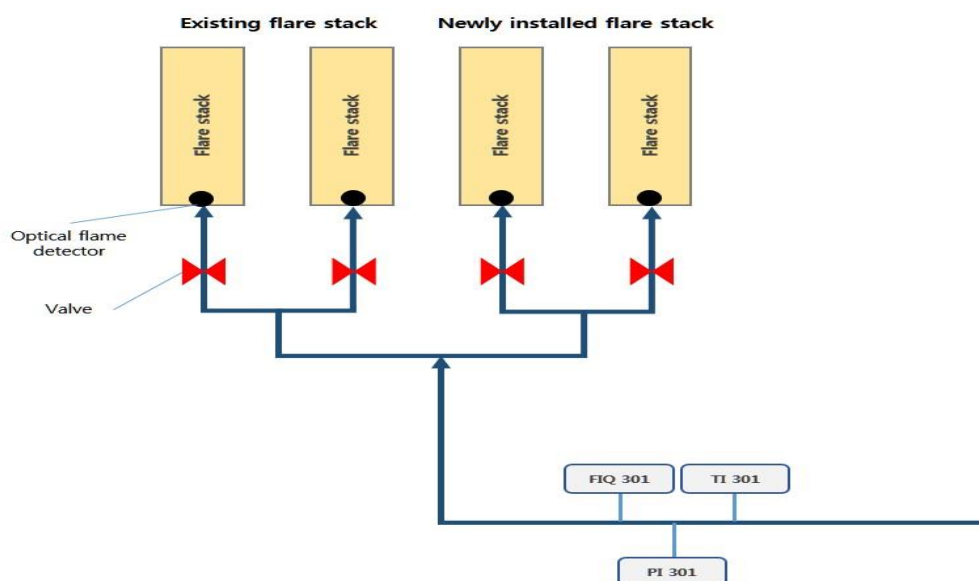 Existing flare stack
Newly installed flare stack
Flare stack
Flare stack
Flare stack
Flare stack
Optical flame
detector
Valve
FIQ 301
TI 301
PI 301